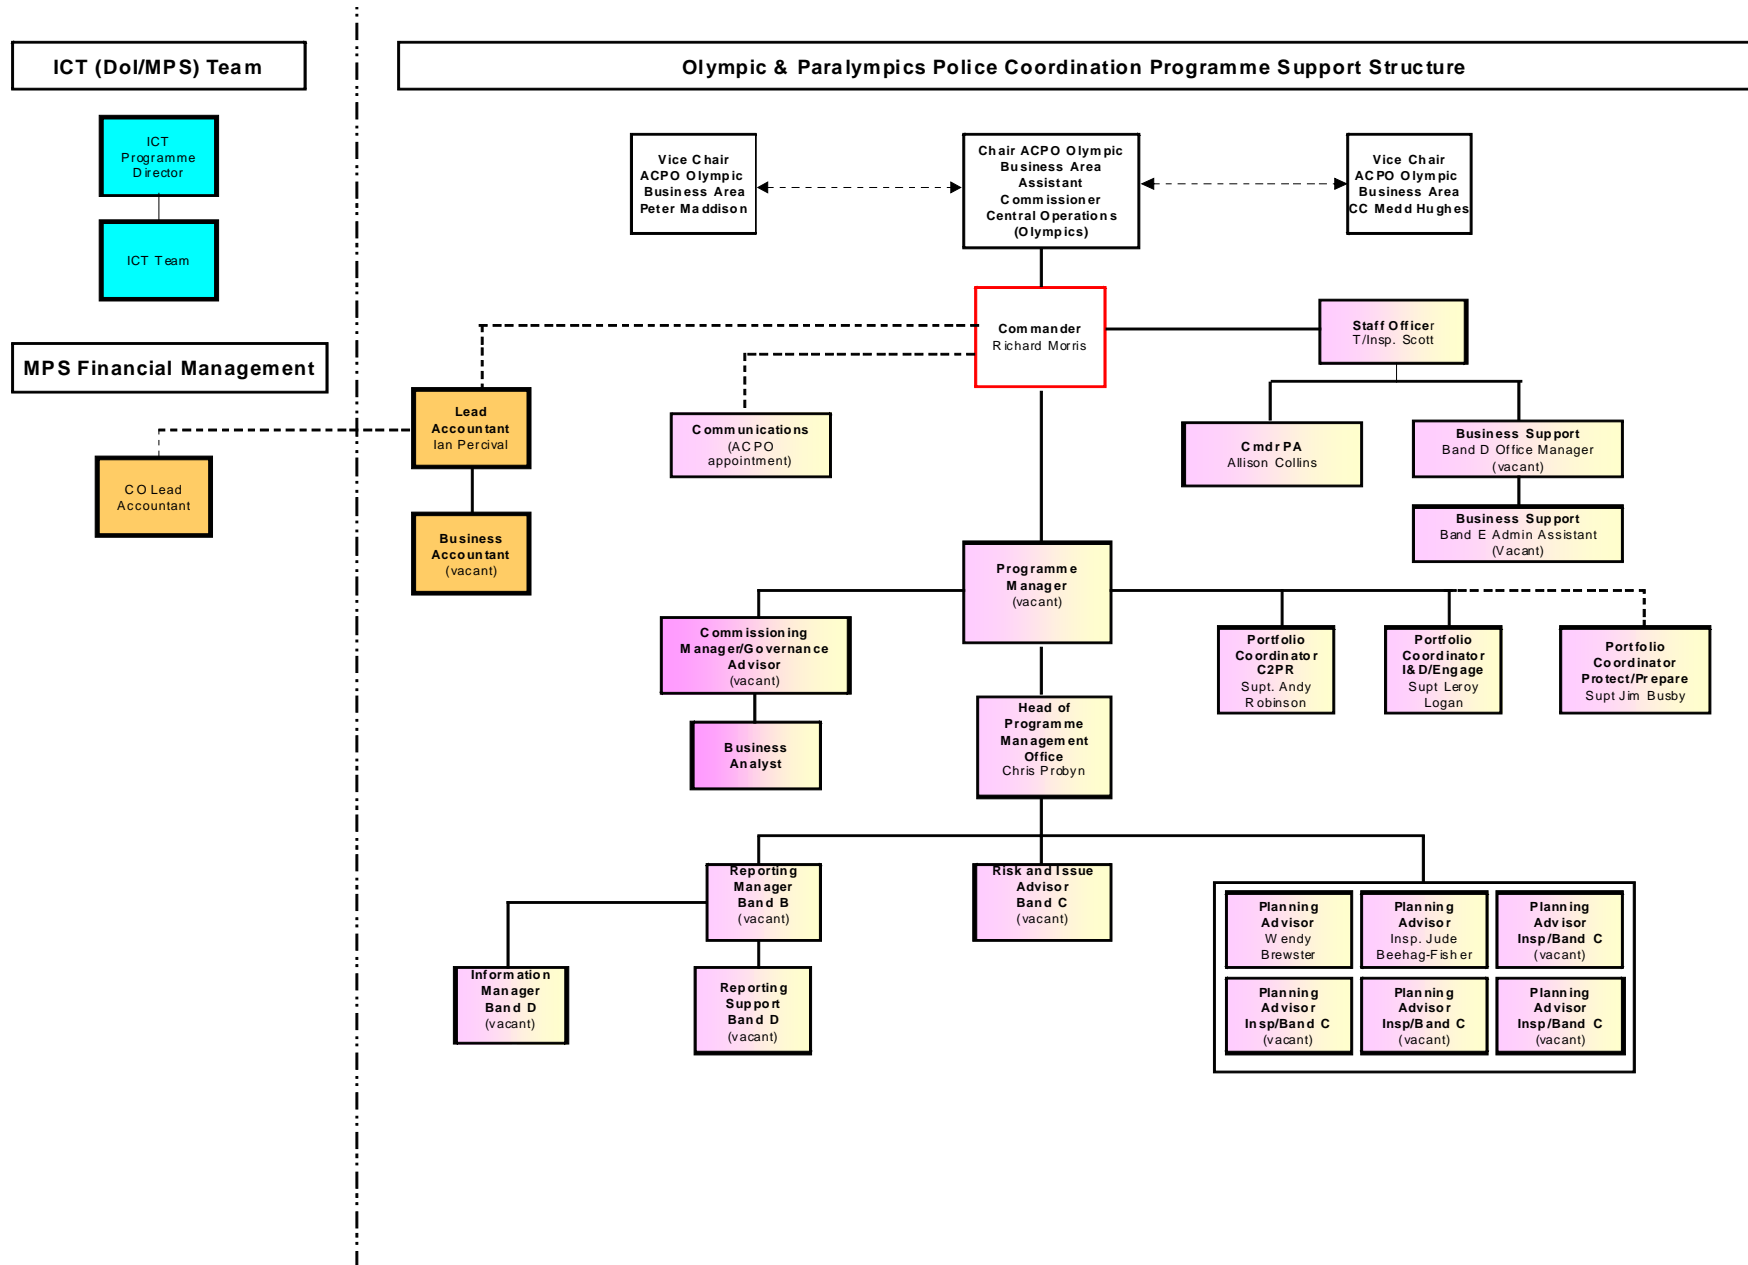 ICT (DoI/MPS) Team
Olympic & Paralympics Police Coordination Programme Support Structure
ICT
Programme
Director
ICT Team
MPS Financial Management
CO Lead
Accountant
Vice Chair
ACPO Olympic
Business Area
Peter Maddison
Chair ACPO Olympic
Business Area
Assistant
Commissioner
Central Operations
(Olympics)
Vice Chair
ACPO Olympic
Business Area
CC Medd Hughes
Commander
Richard Morris
Staff Officer
T/Insp. Scott
Lead
Accountant
Ian Percival
Communications
(ACPO
appointment)
Cmdr PA
Allison Collins
Business Support
Band D Office Manager
(vacant)
Business
Accountant
(vacant)
Business Support
Band E Admin Assistant
(Vacant)
Programme
Manager
(vacant)
Commissioning
Manager/Governance
Advisor
(vacant)
Portfolio
Coordinator
C2PR
Supt. Andy
Robinson
Portfolio
Coordinator
I&D/Engage
Supt Leroy
Logan
Portfolio
Coordinator
Protect/Prepare
Supt Jim Busby
Business
Analyst
Head of
Programme
Management
Office
Chris Probyn
Reporting
Manager
Band B
(vacant)
Risk and Issue
Advisor
Band C
(vacant)
Planning
Advisor
Wendy
Brewster
Planning
Advisor
Insp. Jude
Beehag-Fisher
Planning
Advisor
Insp/Band C
(vacant)
Information
Manager
Band D
(vacant)
Reporting
Support
Band D
(vacant)
Planning
Advisor
Insp/Band C
(vacant)
Planning
Advisor
Insp/Band C
(vacant)
Planning
Advisor
Insp/Band C
(vacant)